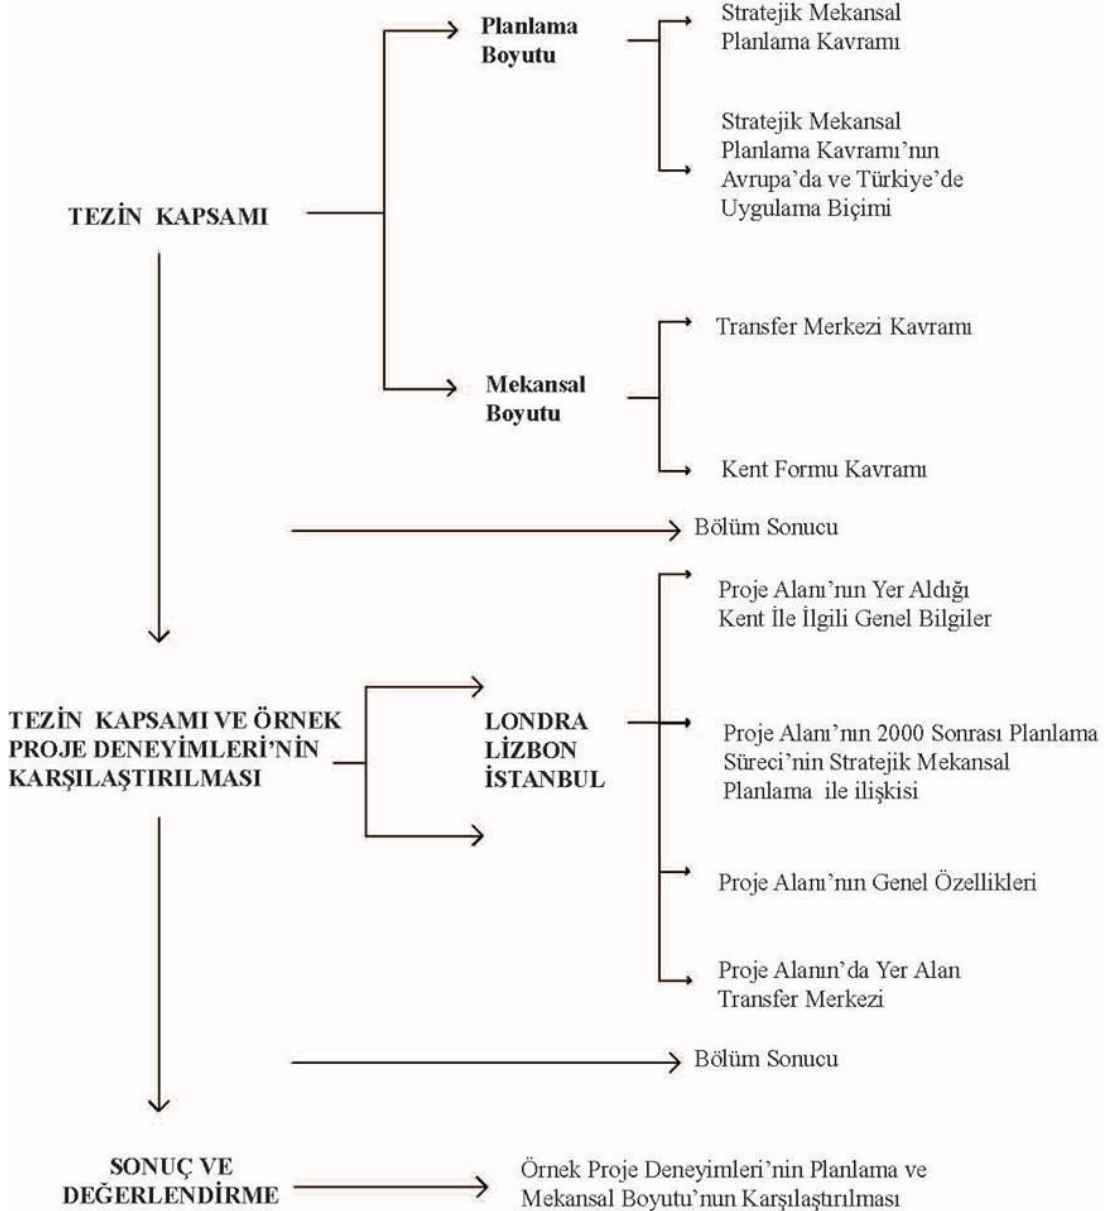 Planlama
Boyutu
Stratejik Mekansal
Planlama Kavramı
Stratejik Mekansal
Planlama Kavramı’nın
Avrupa’da ve Türkiye’de
Uygulama Biçimi
TEZİN KAPSAMI
Mekansal
Boyutu
Transfer Merkezi Kavramı
Kent Formu Kavramı
Bölüm Sonucu
TEZİN KAPSAMI VE ÖRNEK
PROJE DENEYİMLERİ’NİN
KARŞILAŞTIRILMASI
LONDRA
LİZBON
İSTANBUL
Proje Alanı’nın Yer Aldığı
Kent İle İlgili Genel Bilgiler
Proje Alanı’nın 2000 Sonrası Planlama
Süreci’nin Stratejik Mekansal
Planlama ile ilişkisi
Proje Alanı’nın Genel Özellikleri
Proje Alanın’da Yer Alan
Transfer Merkezi
Bölüm Sonucu
SONUÇ VE
DEĞERLENDİRME
Örnek Proje Deneyimleri’nin Planlama ve
Mekansal Boyutu’nun Karşılaştırılması